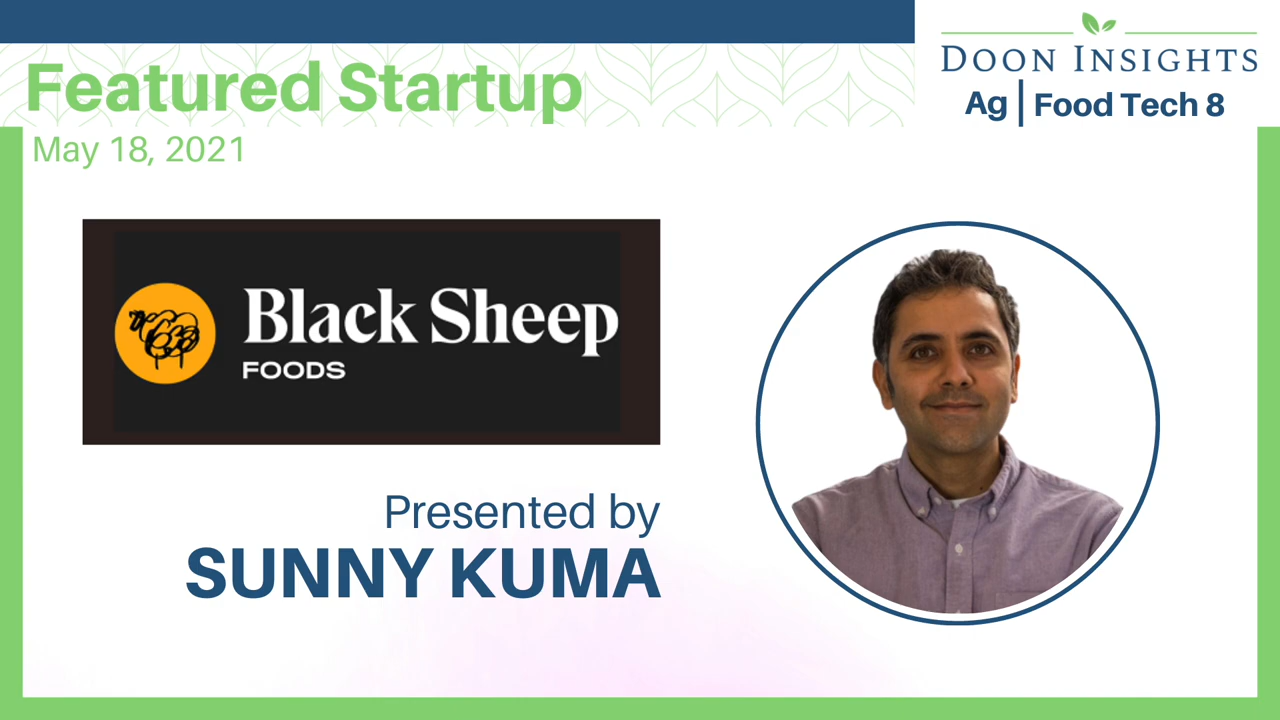 Featured Startup
May 18, 2021
DOON INSIGHTS
Ag | Food Tech 8
Black Sheep
FOODS
Presented by
SUNNY KUMA